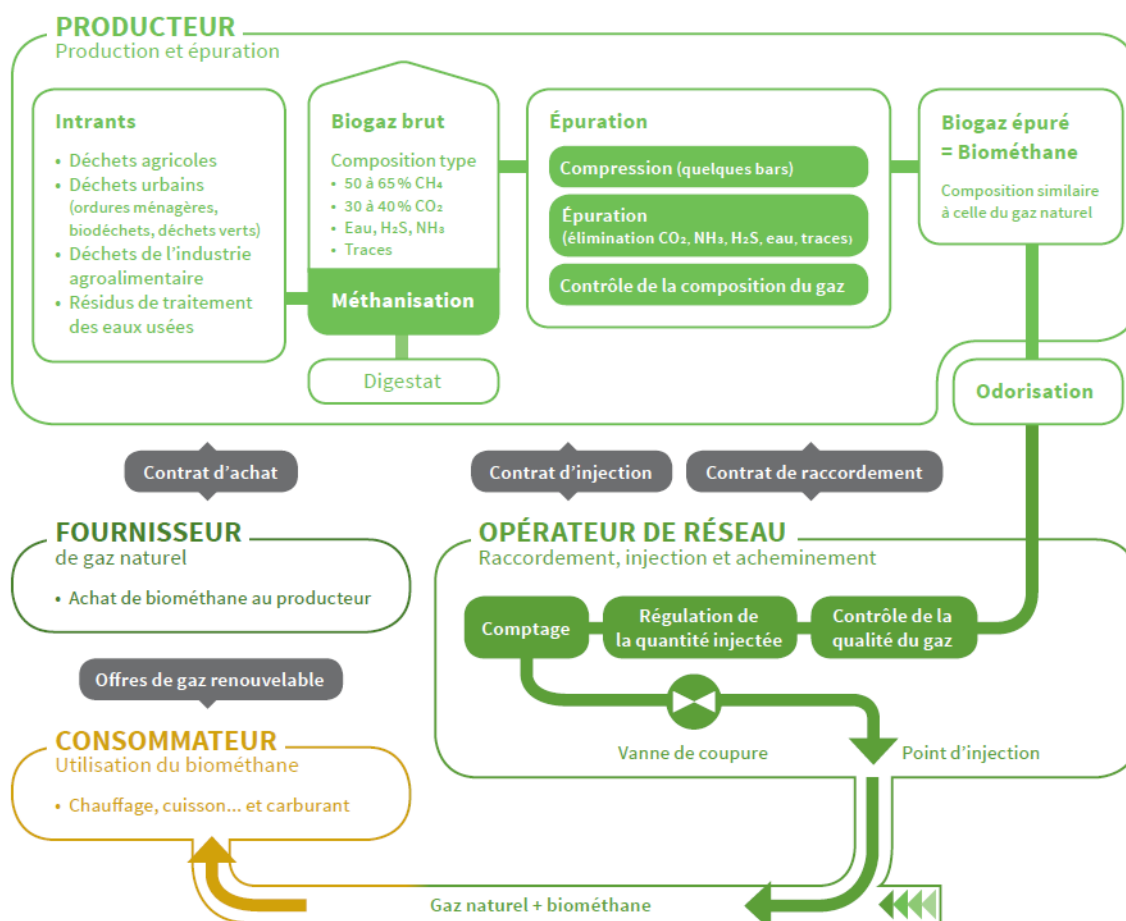 PRODUCTEUR
Production et épuration
Intrants
• Déchets agricoles
• Déchets urbains
(ordures ménagères,
biodéchets, déchets verts)
• Déchets de l’industrie
agroalimentaire
• Résidus de traitement
des eaux usées
Biogaz brut
Composition type
• 50 à 65% CH₄
• 30 à 40% CO₂
• Eau, H₂S, NH₃
• Traces
Méthanisation
Digestat
Épuration
Compression (quelques bars)
Épuration
(élimination CO₂, NH₃, H₂S, eau, traces)
Contrôle de la composition du gaz
Biogaz épuré
= Biométhane
Composition similaire
à celle du gaz naturel
Odorisation
Contrat d’achat
Contrat d’injection
Contrat de raccordement
FOURNISSEUR
de gaz naturel
• Achat de biométhane au producteur
OPÉRATEUR DE RÉSEAU
Raccordement, injection et acheminement
Comptage
Régulation de
la quantité injectée
Contrôle de la
qualité du gaz
Vanne de coupure
Point d’injection
Offres de gaz renouvelable
CONSOMMATEUR
Utilisation du biométhane
• Chauffage, cuisson... et carburant
Gaz naturel + biométhane